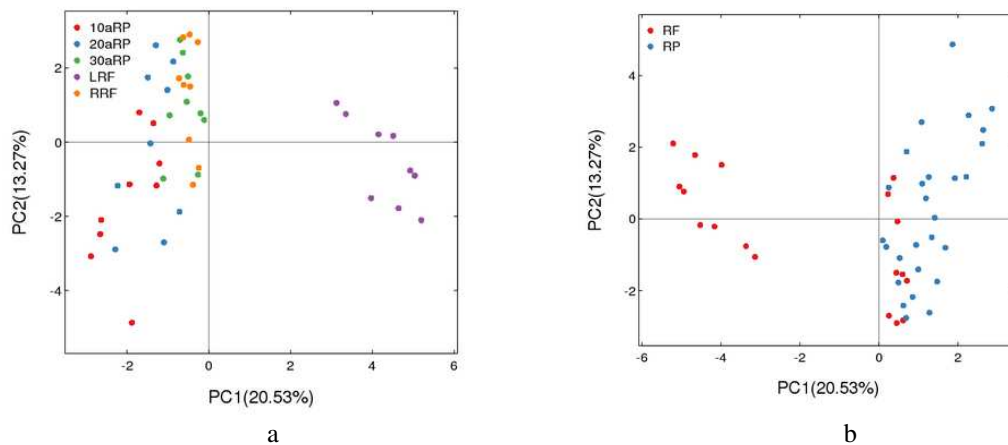 10aRP
20aRP
30aRP
LRF
RRF
2
0
-2
-4
-2
0
2
4
6
PC2(13.27%)
PC1(20.53%)
a
RF
RP
4
2
0
-2
-6
-4
-2
0
2
PC2(13.27%)
PC1(20.53%)
b